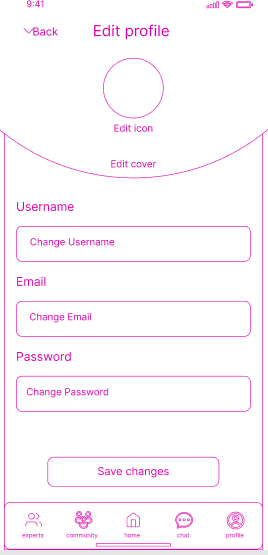 9:41
Back
Edit profile
Edit icon
Edit cover
Username
Change Username
Email
Change Email
Password
Change Password
Save changes
experts community home chat profile